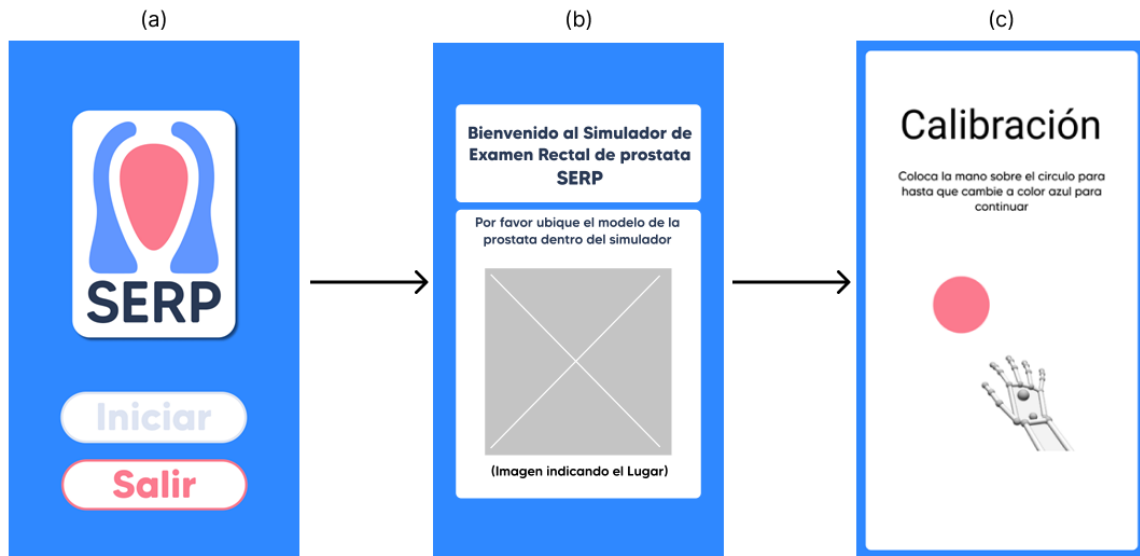 (a)
SERP
Iniciar
Salir
(b)
Bienvenido al Simulador de
Examen Rectal de prostata
SERP
Por favor ubique el modelo de la
prostata dentro del simulador
(Imagen indicando el Lugar)
(c)
Calibración
Coloca la mano sobre el circulo para
hasta que cambie a color azul para
continuar